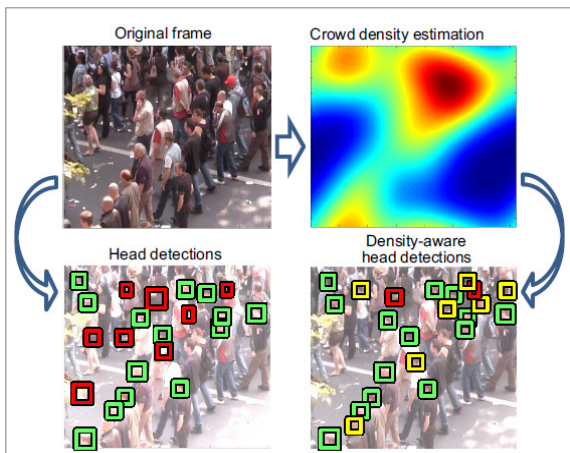 Original frame
Crowd density estimation
Head detections
Density-aware
head detections